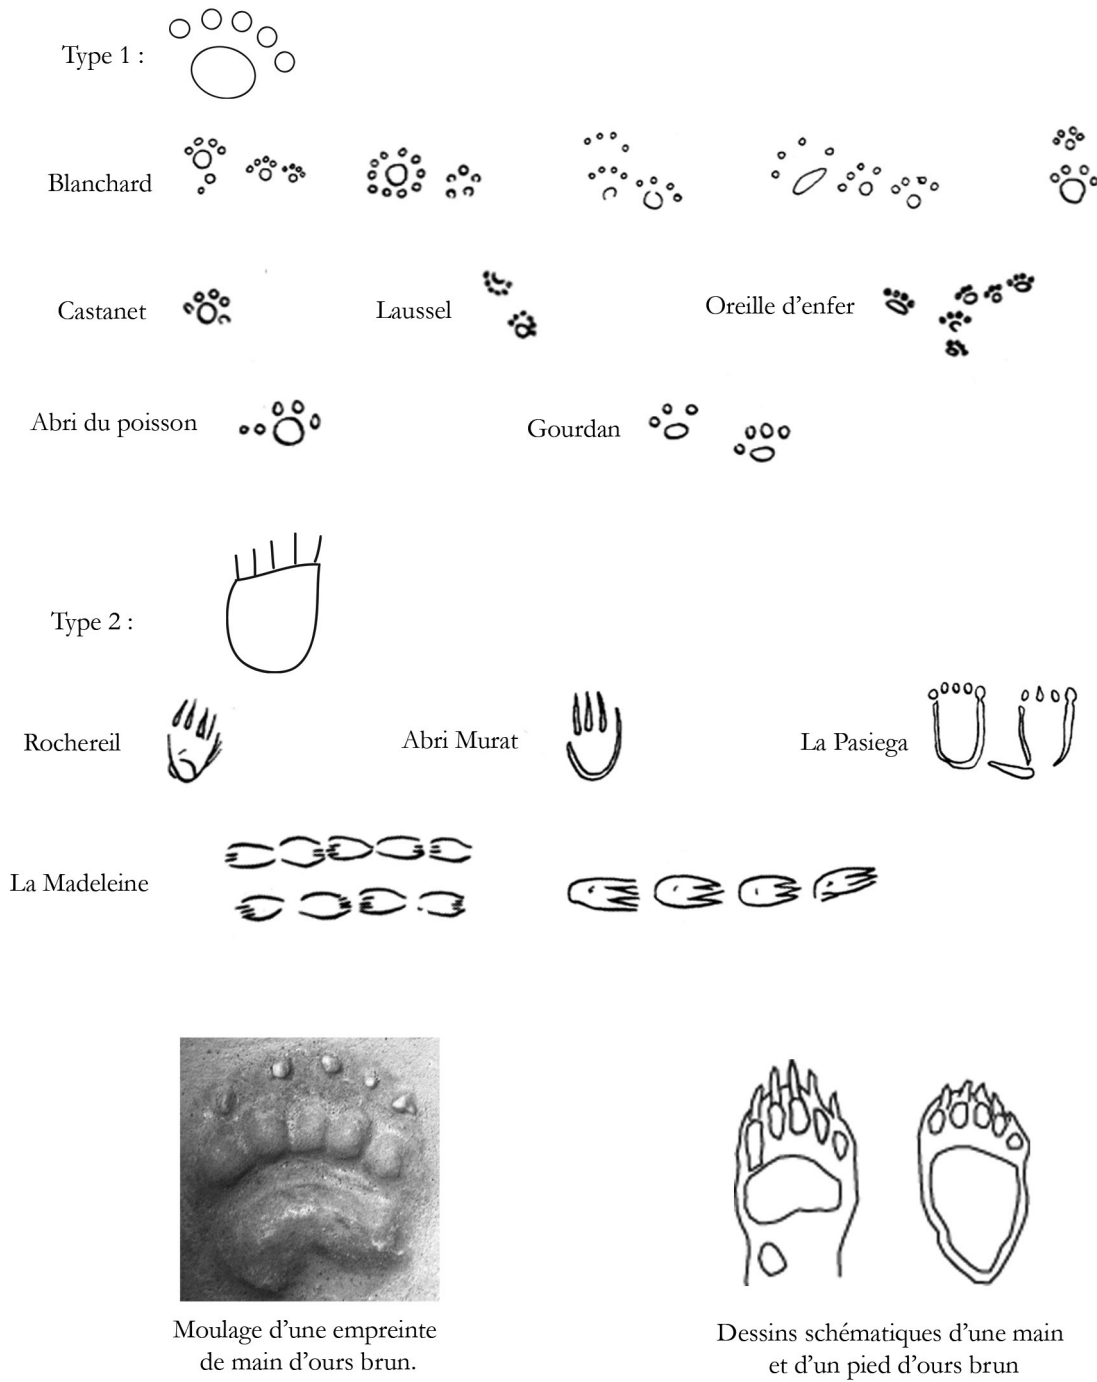 Type 1 :
Blanchard
Castanet
Laussel
Oreille d'enfer
Abri du poisson
Gourdan
Type 2 :
Rochereil
Abri Murat
La Pasiega
La Madeleine
Moulage d'une empreinte
de main d'ours brun.
Dessins schématiques d'une main
et d'un pied d'ours brun